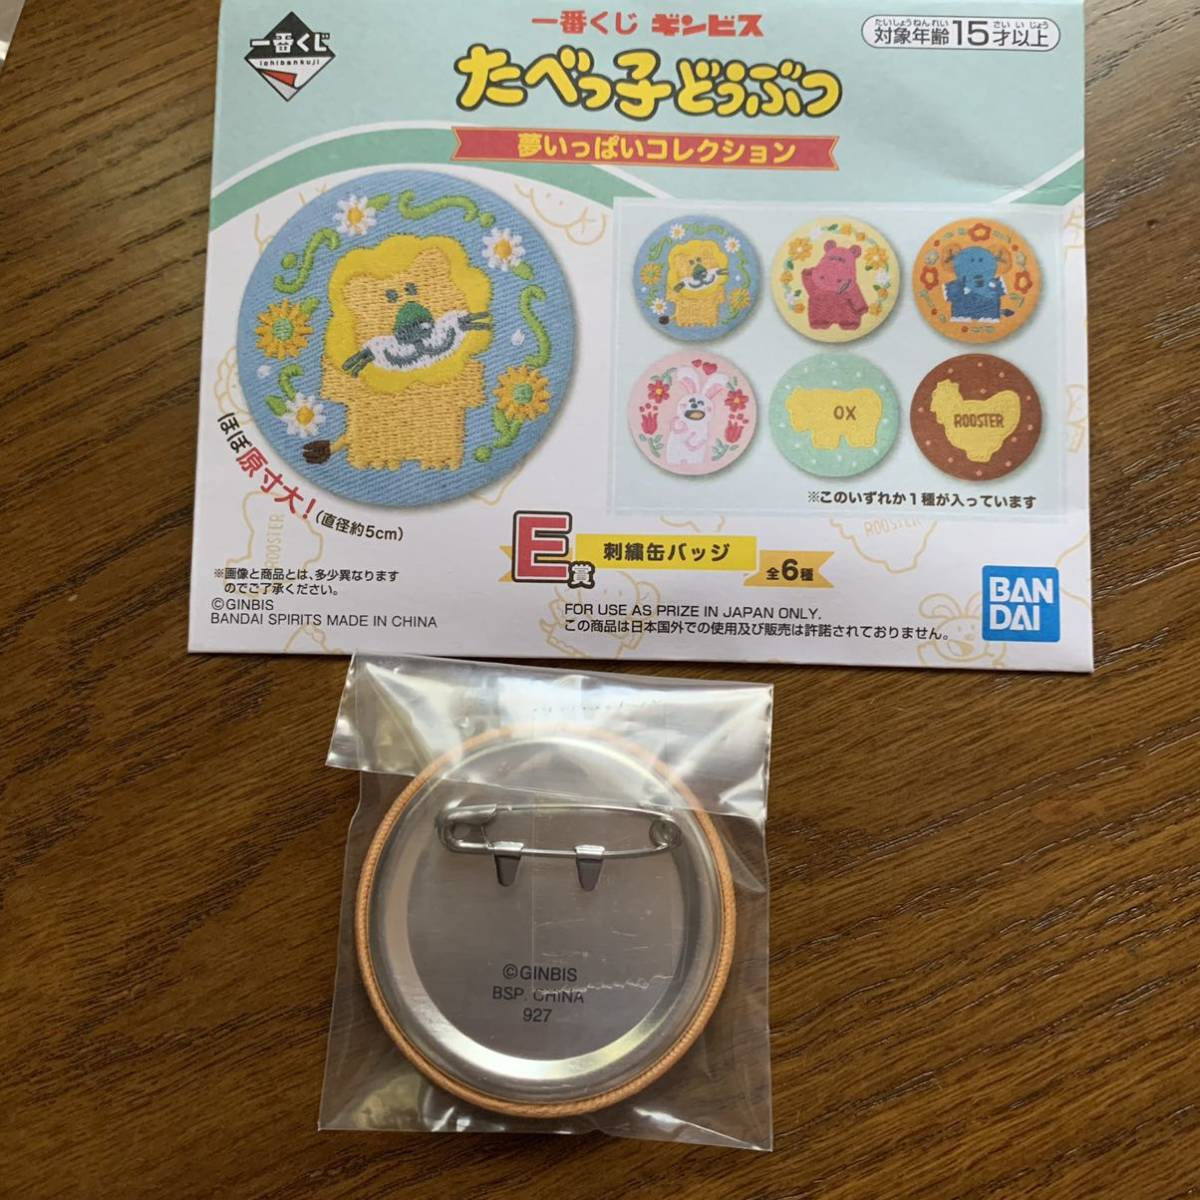 一番くじ
ichibankuji
一番くじ ギンビス
たいしょうねんれい さいいじょう
対象年齢15才以上
たべっ子どうぶつ
夢いっぱいコレクション
OX
ROOSTER
※このいずれか1種が入っています
ほぼ原寸大!(直径約5cm)
ROOSTER
ROOSTER
E賞
刺繍缶バッジ
全6種
※画像と商品とは、多少異なります
のでご了承ください。
©GINBIS
BANDAI SPIRITS MADE IN CHINA
FOR USE AS PRIZE IN JAPAN ONLY.
この商品は日本国外での使用及び販売は許諾されておりません。
BAN
DAI
©GINBIS
BSP. CHINA
927